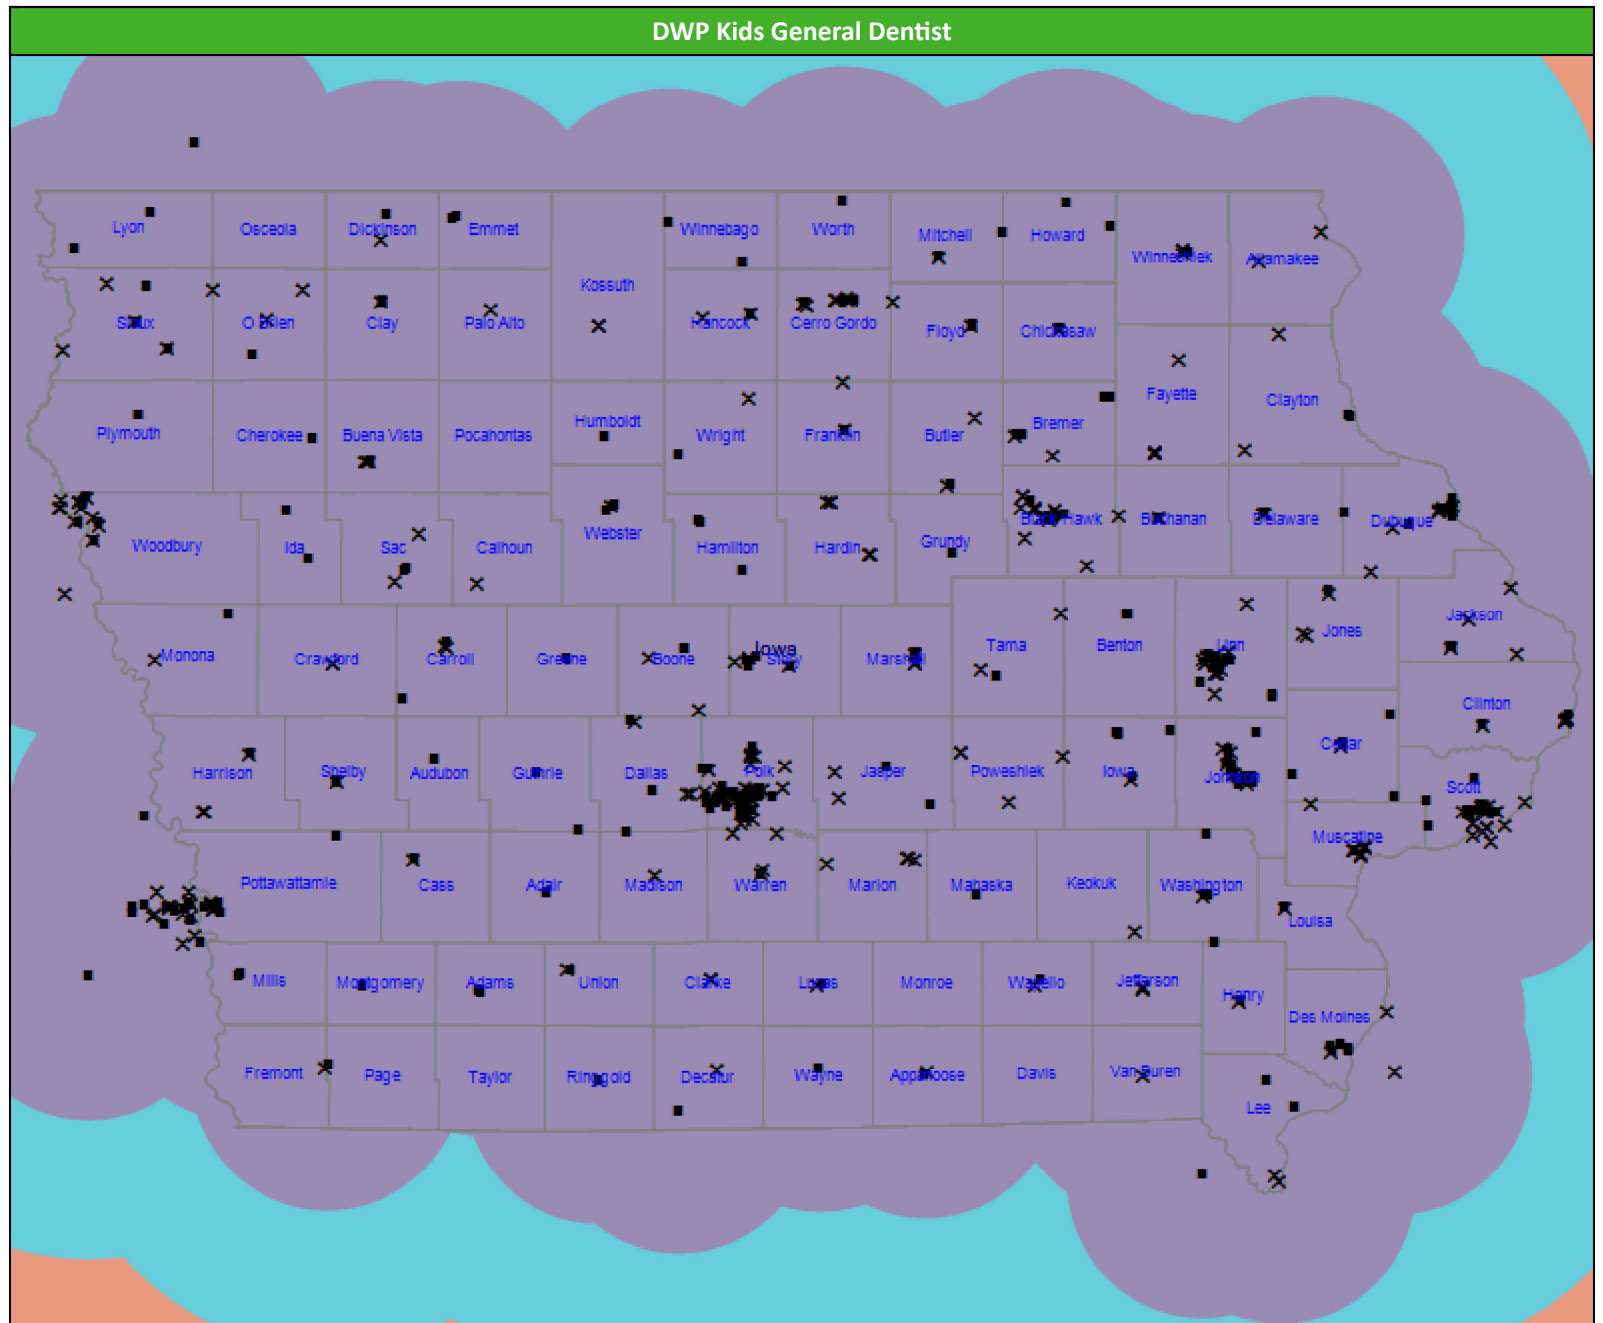 DWP Kids General Dentist
Lyon
Osceola
Dickinson
Emmet
Winnebago
Worth
Mitchell
Howard
Winneshiek
Allamakee
Kossuth
Sioux
O Brien
Clay
Palo Alto
Hancock
Cerro Gordo
Floyd
Chickasaw
Fayette
Clayton
Plymouth
Cherokee
Buena Vista
Pocahontas
Humboldt
Wright
Franklin
Butler
Bremer
Woodbury
Ida
Sac
Calhoun
Webster
Hamilton
Hardin
Grundy
Black Hawk
Buchanan
Delaware
Dubuque
Monona
Crawford
Carroll
Greene
Boone
Iowa
Story
Marshall
Tama
Benton
Linn
Jones
Jackson
Clinton
Harrison
Shelby
Audubon
Guthrie
Dallas
Polk
Jasper
Poweshiek
Iowa
Johnson
Cedar
Scott
Muscatine
Pottawattamie
Cass
Adair
Madison
Warren
Marion
Mahaska
Keokuk
Washington
Louisa
Mills
Montgomery
Adams
Union
Clarke
Lucas
Monroe
Wapello
Jefferson
Henry
Des Moines
Fremont
Page
Taylor
Ringgold
Decatur
Wayne
Appanoose
Davis
Van Buren
Lee